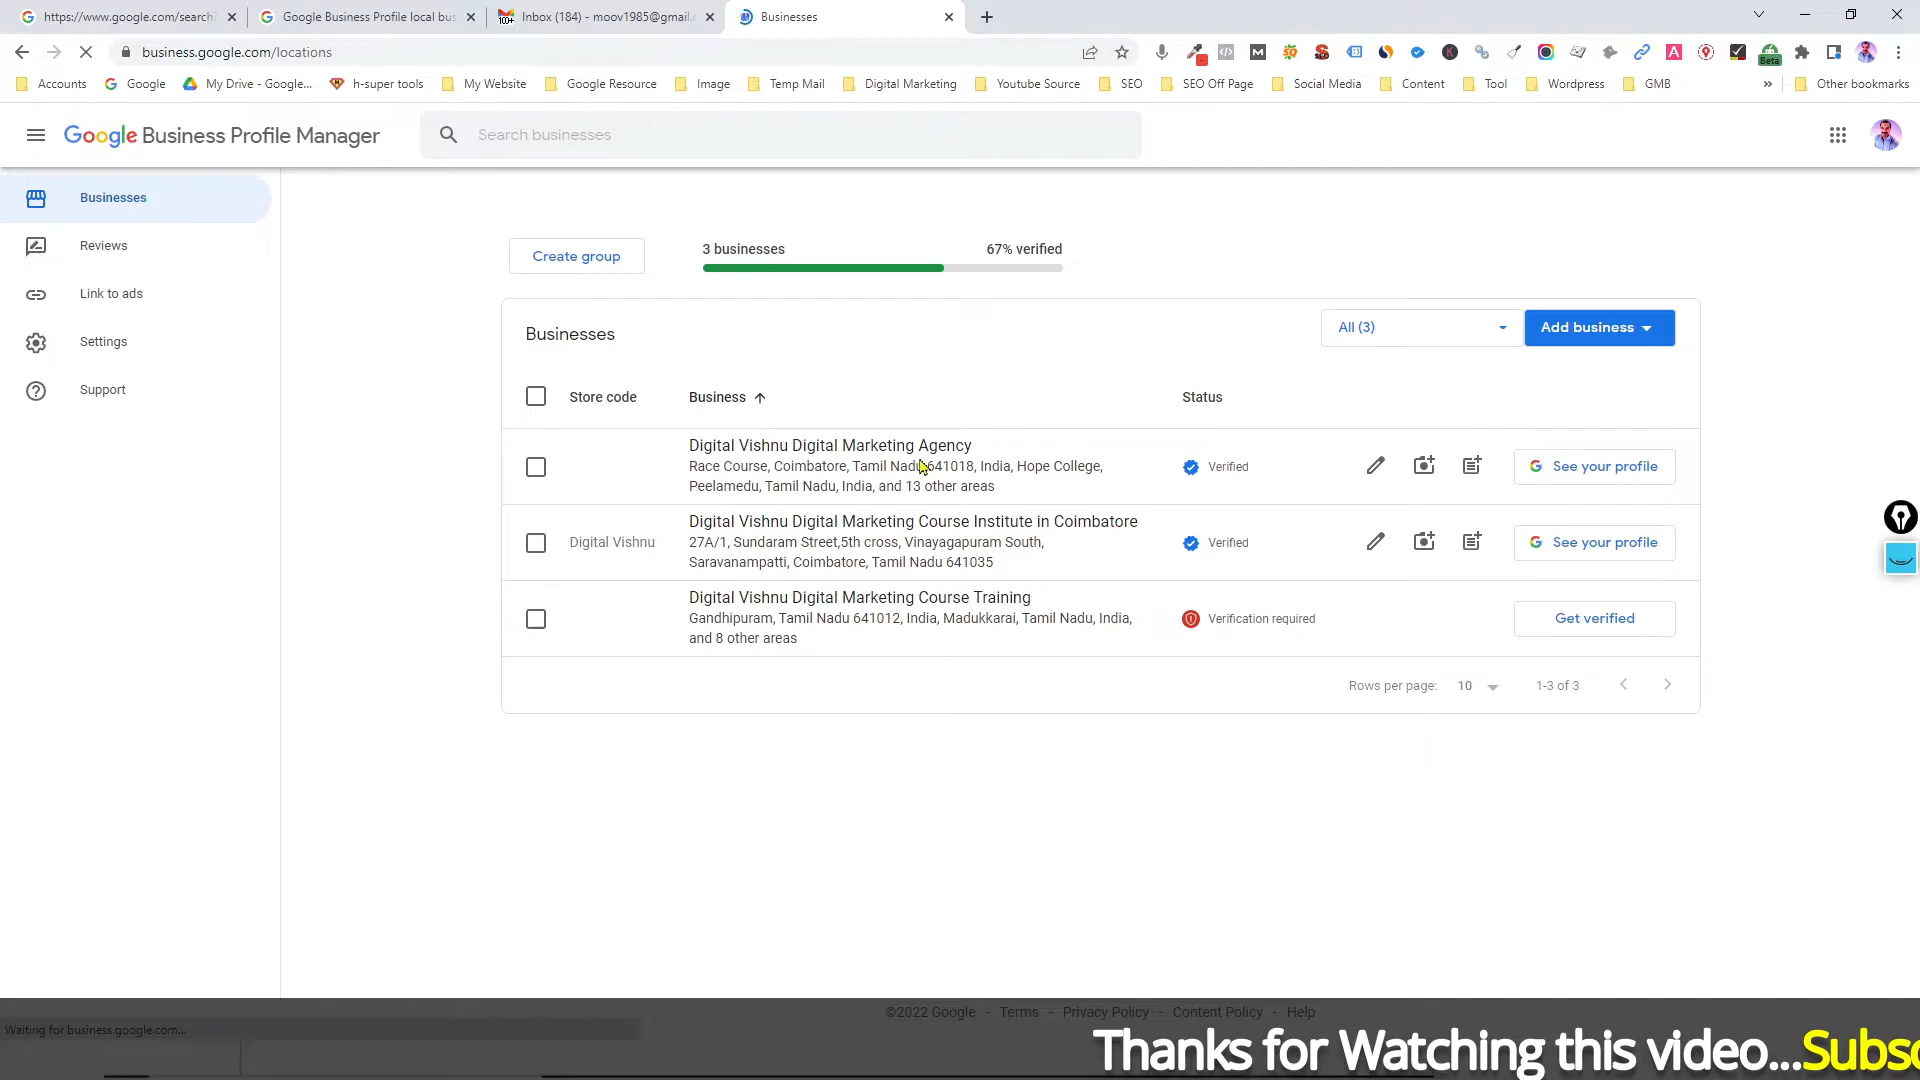 https://www.google.com/search?
Google Business Profile local bus
Inbox (184) - moov1985@gmail.c
Businesses
business.google.com/locations
Beta
Accounts
Google
My Drive - Google...
h-super tools
My Website
Google Resource
Image
Temp Mail
Digital Marketing
Youtube Source
SEO
SEO Off Page
Social Media
Content
Tool
Wordpress
GMB
»
Other bookmarks
Google Business Profile Manager
Search businesses
Businesses
Reviews
Link to ads
Settings
Support
Create group
3 businesses
67% verified
Businesses
All (3)
Add business
Store code
Business
Status
Digital Vishnu Digital Marketing Agency
Race Course, Coimbatore, Tamil Nadu 641018, India, Hope College,
Peelamedu, Tamil Nadu, India, and 13 other areas
Verified
See your profile
Digital Vishnu
Digital Vishnu Digital Marketing Course Institute in Coimbatore
27A/1, Sundaram Street,5th cross, Vinayagapuram South,
Saravanampatti, Coimbatore, Tamil Nadu 641035
Verified
See your profile
Digital Vishnu Digital Marketing Course Training
Gandhipuram, Tamil Nadu 641012, India, Madukkarai, Tamil Nadu, India,
and 8 other areas
Verification required
Get verified
Rows per page: 10
1-3 of 3
©2022 Google - Terms - Privacy Policy - Content Policy - Help
Waiting for business.google.com...
Thanks for Watching this video...Subsc